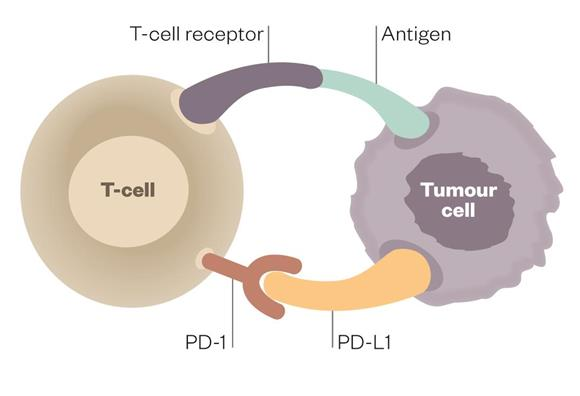 T-cell receptor
Antigen
T-cell
Tumour
cell
PD-1
PD-L1